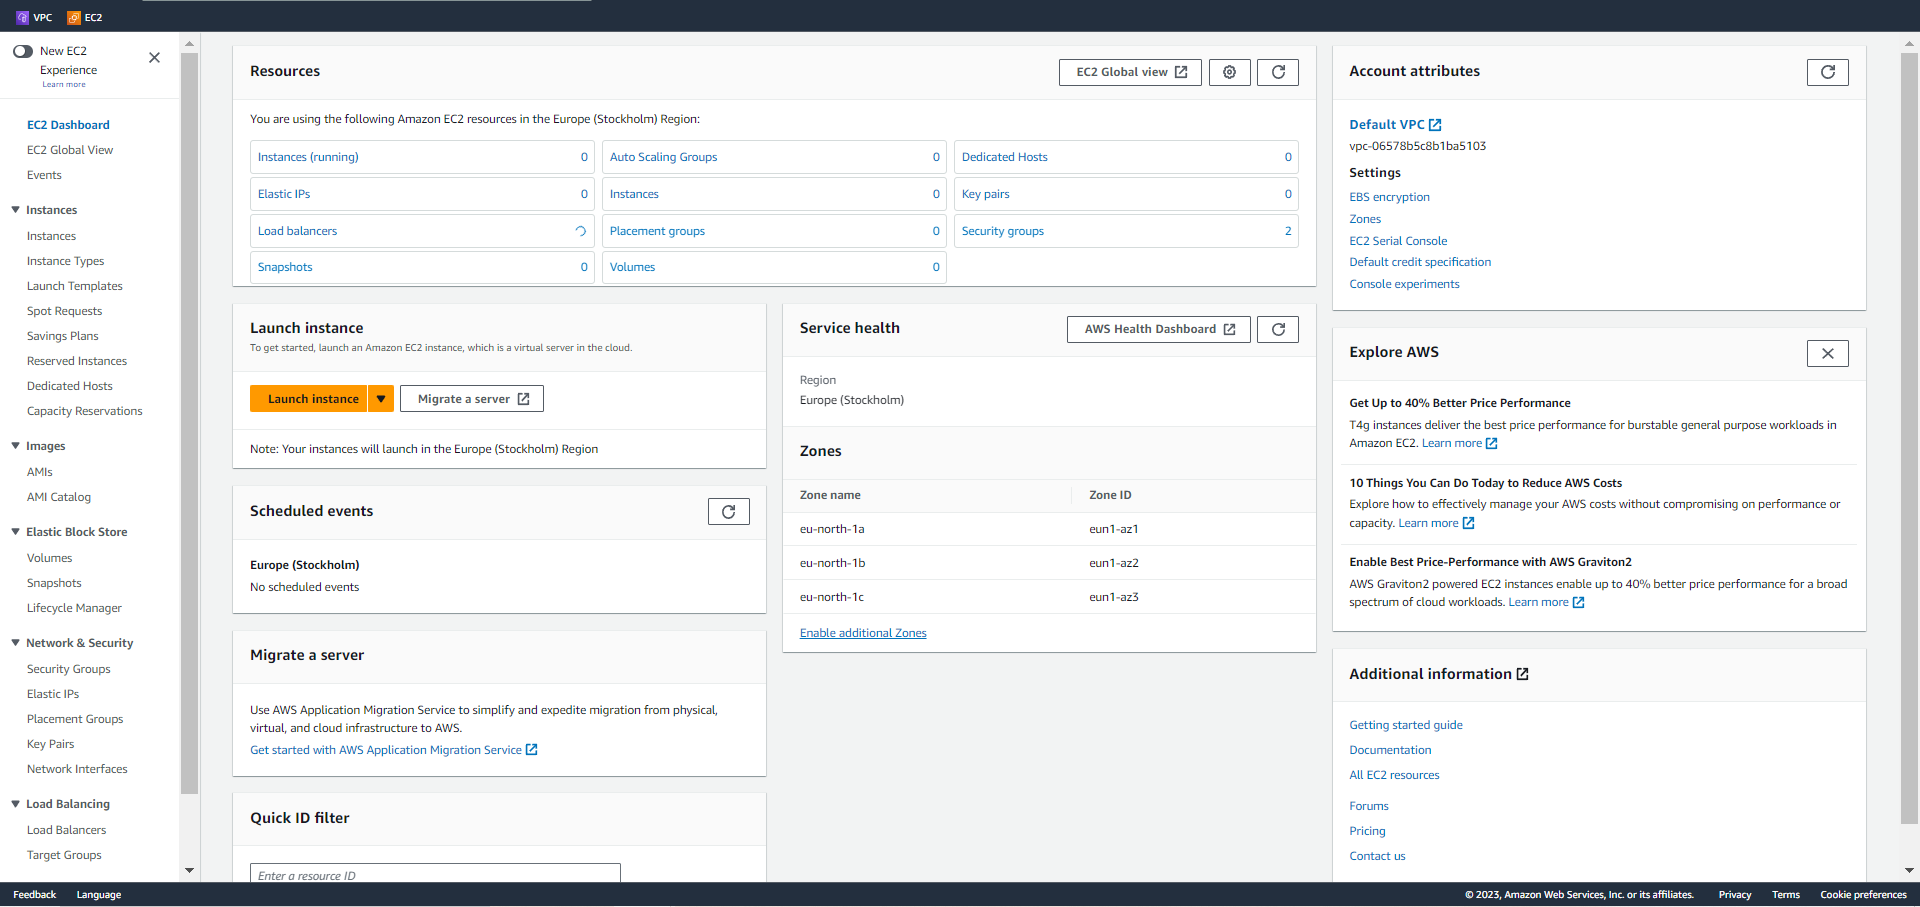 VPC
EC2
New EC2
Experience
Learn more
EC2 Dashboard
EC2 Global View
Events
Instances
Instances
Instance Types
Launch Templates
Spot Requests
Savings Plans
Reserved Instances
Dedicated Hosts
Capacity Reservations
Images
AMIs
AMI Catalog
Elastic Block Store
Volumes
Snapshots
Lifecycle Manager
Network & Security
Security Groups
Elastic IPs
Placement Groups
Key Pairs
Network Interfaces
Load Balancing
Load Balancers
Target Groups
Resources
EC2 Global view
You are using the following Amazon EC2 resources in the Europe (Stockholm) Region:
Instances (running) 0
Auto Scaling Groups 0
Dedicated Hosts 0
Elastic IPs 0
Instances 0
Key pairs 0
Load balancers
Placement groups 0
Security groups 2
Snapshots 0
Volumes 0
Launch instance
To get started, launch an Amazon EC2 instance, which is a virtual server in the cloud.
Launch instance
Migrate a server
Note: Your instances will launch in the Europe (Stockholm) Region
Scheduled events
Europe (Stockholm)
No scheduled events
Migrate a server
Use AWS Application Migration Service to simplify and expedite migration from physical,
virtual, and cloud infrastructure to AWS.
Get started with AWS Application Migration Service
Quick ID filter
Enter a resource ID
Service health
AWS Health Dashboard
Region
Europe (Stockholm)
Zones
Zone name Zone ID
eu-north-1a eun1-az1
eu-north-1b eun1-az2
eu-north-1c eun1-az3
Enable additional Zones
Account attributes
Default VPC
vpc-06578b5c8b1ba5103
Settings
EBS encryption
Zones
EC2 Serial Console
Default credit specification
Console experiments
Explore AWS
Get Up to 40% Better Price Performance
T4g instances deliver the best price performance for burstable general purpose workloads in
Amazon EC2. Learn more
10 Things You Can Do Today to Reduce AWS Costs
Explore how to effectively manage your AWS costs without compromising on performance or
capacity. Learn more
Enable Best Price-Performance with AWS Graviton2
AWS Graviton2 powered EC2 instances enable up to 40% better price performance for a broad
spectrum of cloud workloads. Learn more
Additional information
Getting started guide
Documentation
All EC2 resources
Forums
Pricing
Contact us
Feedback
Language
© 2023, Amazon Web Services, Inc. or its affiliates.
Privacy
Terms
Cookie preferences